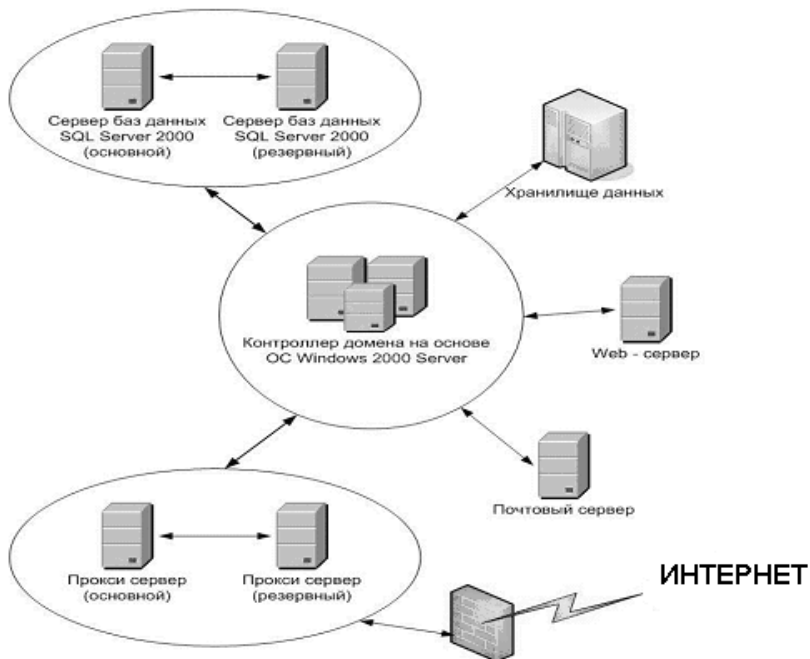 Сервер баз данных
SQL Server 2000
(основной)
Сервер баз данных
SQL Server 2000
(резервный)
Хранилище данных
Контроллер домена на основе
ОС Windows 2000 Server
Web - сервер
Почтовый сервер
Прокси сервер
(основной)
Прокси сервер
(резервный)
ИНТЕРНЕТ